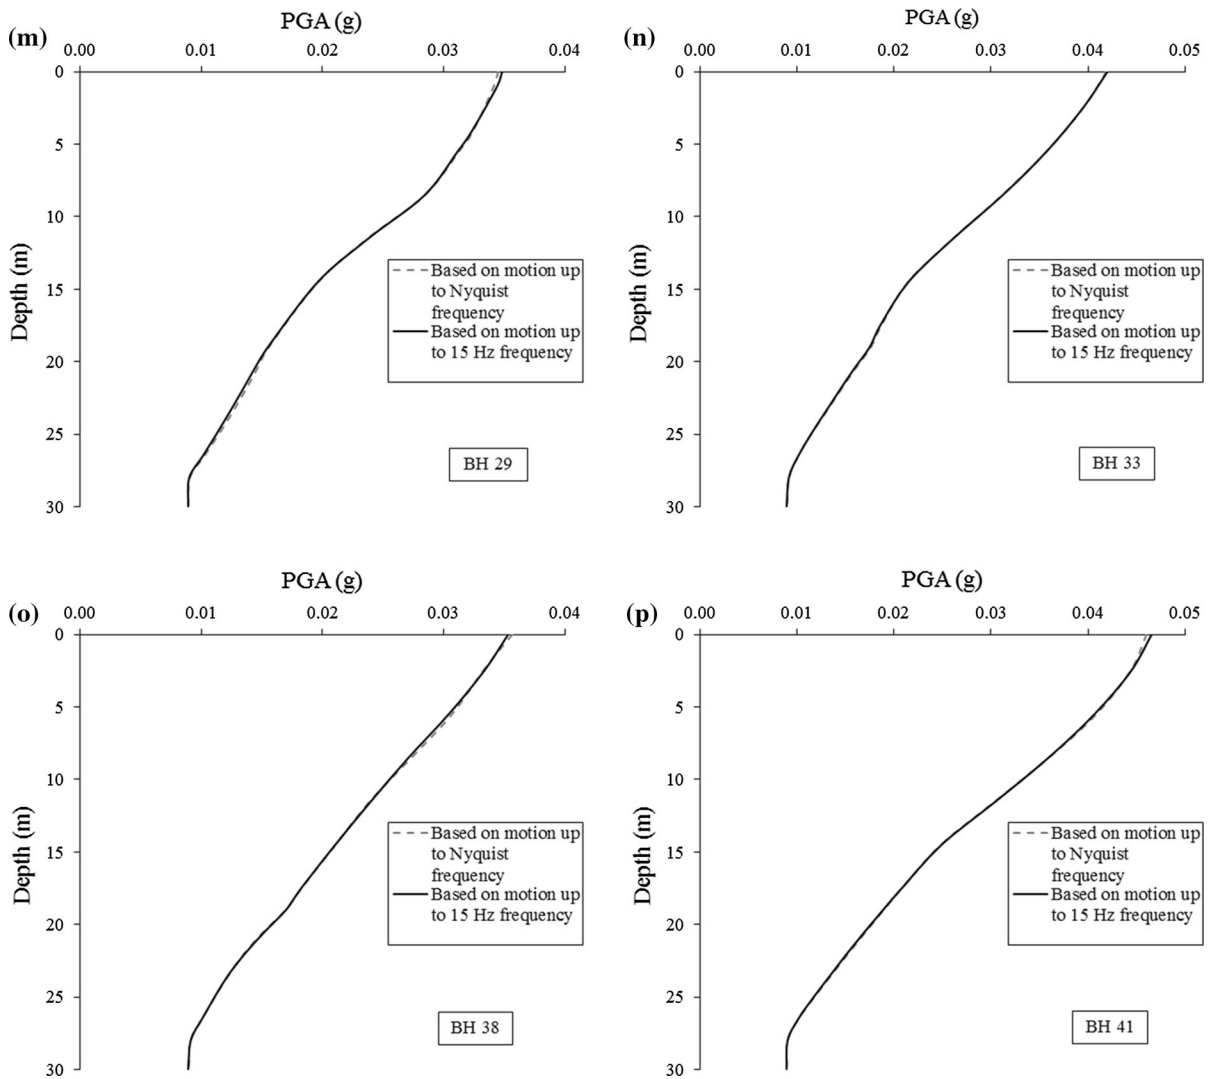 (m)
PGA (g)
0.00 0.01 0.02 0.03 0.04
0
5
10
15
20
25
30
Depth (m)
Based on motion up
to Nyquist
frequency
Based on motion up
to 15 Hz frequency
BH 29
(n)
PGA (g)
0.00 0.01 0.02 0.03 0.04 0.05
0
5
10
15
20
25
30
Depth (m)
Based on motion up
to Nyquist
frequency
Based on motion up
to 15 Hz frequency
BH 33
(o)
PGA (g)
0.00 0.01 0.02 0.03 0.04
0
5
10
15
20
25
30
Depth (m)
Based on motion up
to Nyquist
frequency
Based on motion up
to 15 Hz frequency
BH 38
(p)
PGA (g)
0.00 0.01 0.02 0.03 0.04 0.05
0
5
10
15
20
25
30
Depth (m)
Based on motion up
to Nyquist
frequency
Based on motion up
to 15 Hz frequency
BH 41